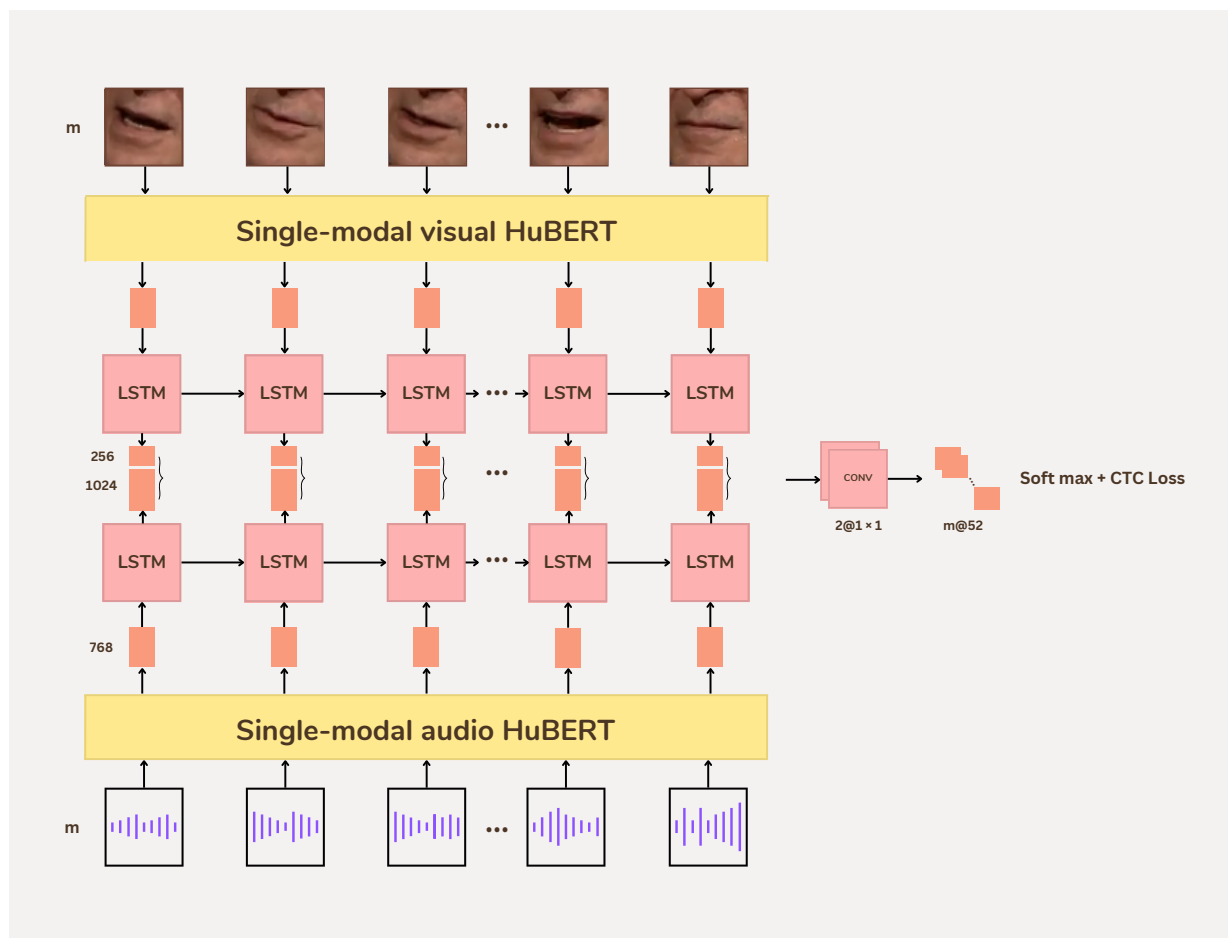 m
•••
Single-modal visual HuBERT
LSTM LSTM LSTM ••• LSTM LSTM
256
1024
•••
CONV
Soft max + CTC Loss
2@1 × 1
m@52
LSTM LSTM LSTM ••• LSTM LSTM
768
Single-modal audio HuBERT
m
•••